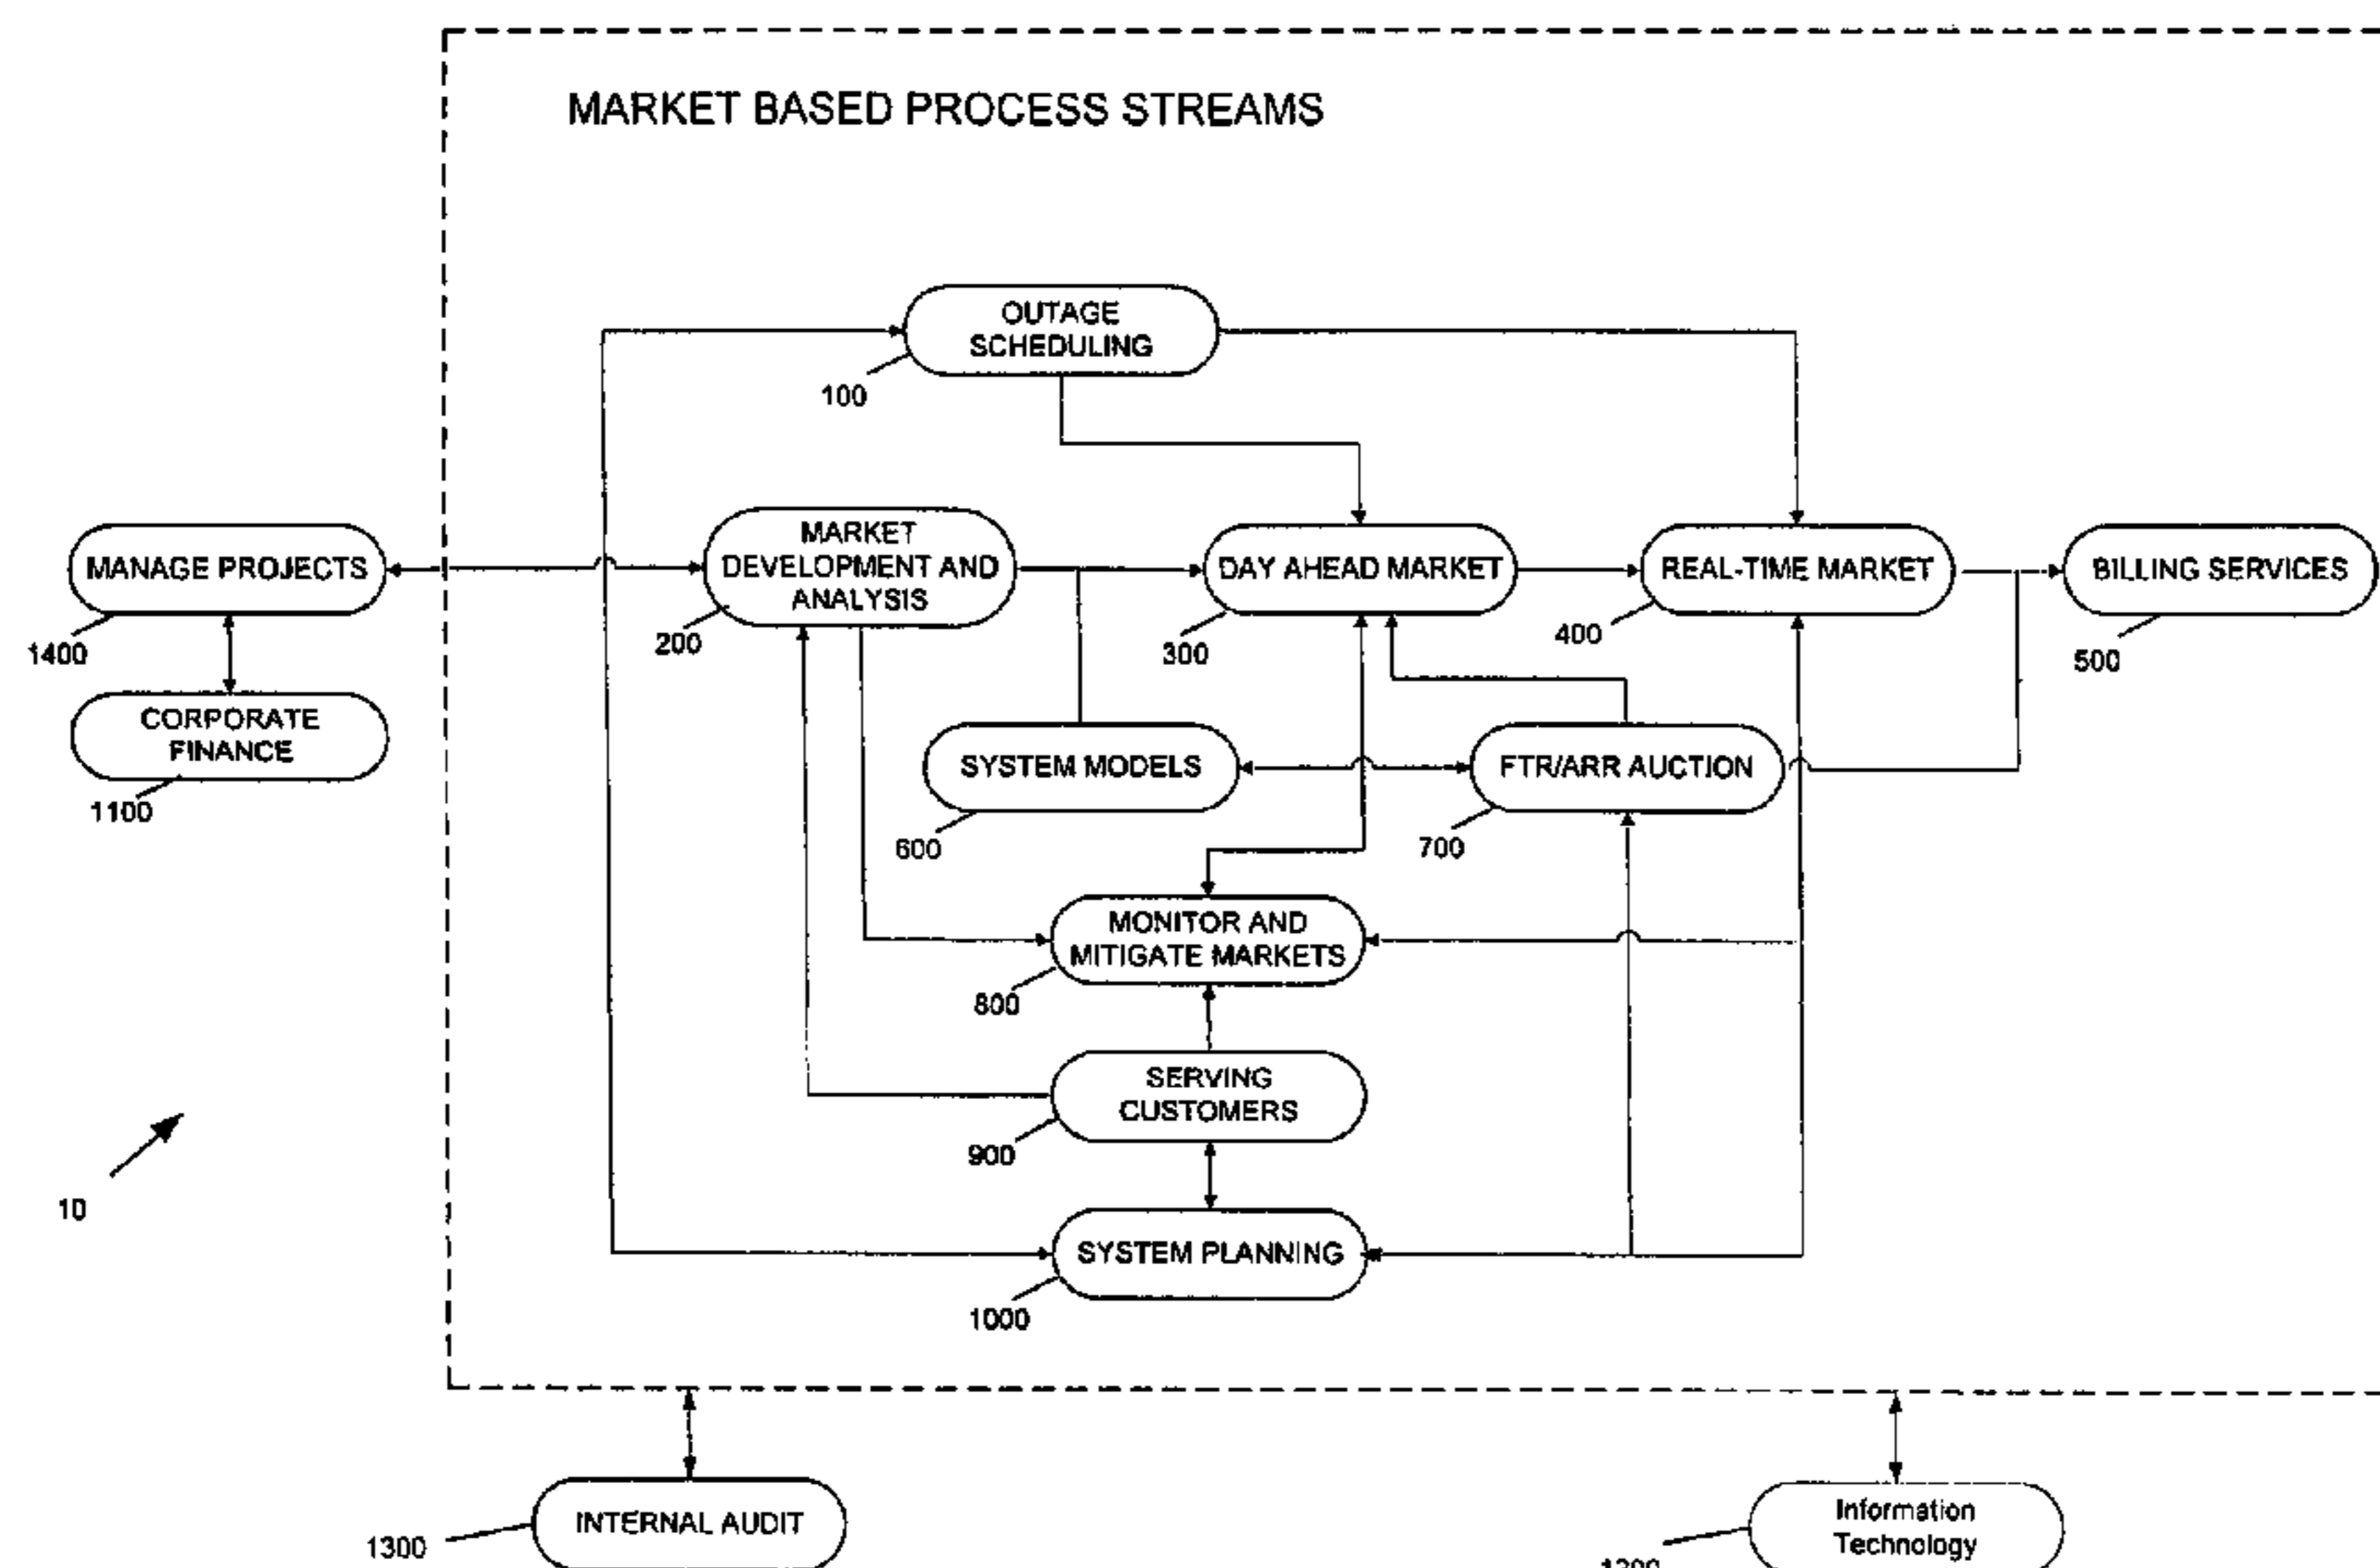 MARKET BASED PROCESS STREAMS
OUTAGE
SCHEDULING
100
MANAGE PROJECTS
1400
MARKET
DEVELOPMENT AND
ANALYSIS
200
DAY AHEAD MARKET
300
REAL-TIME MARKET
400
BILLING SERVICES
500
CORPORATE
FINANCE
1100
SYSTEM MODELS
600
FTR/ARR AUCTION
700
MONITOR AND
MITIGATE MARKETS
800
SERVING
CUSTOMERS
900
10
SYSTEM PLANNING
1000
INTERNAL AUDIT
1300
Information
Technology